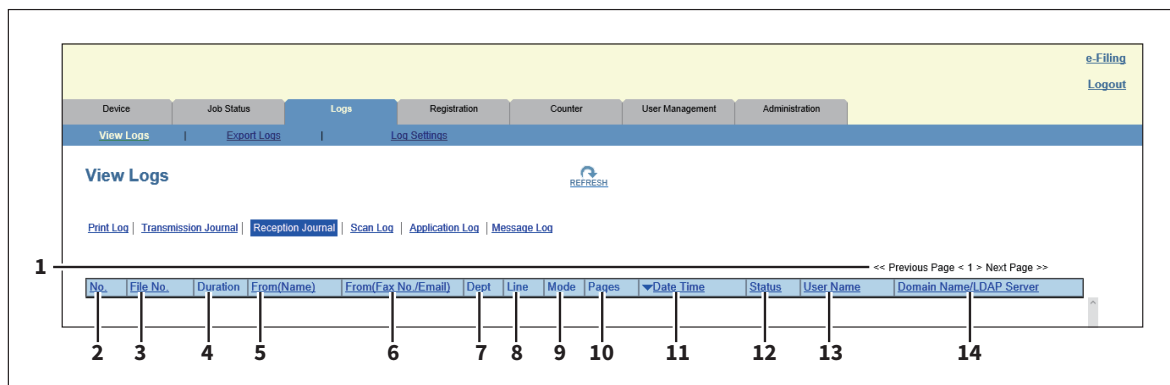 e-Filing
Logout
Device Job Status Logs Registration Counter User Management Administration
View Logs | Export Logs | Log Settings
View Logs
REFRESH
Print Log | Transmission Journal | Reception Journal | Scan Log | Application Log | Message Log
1
<< Previous Page < 1 > Next Page >>
No. File No. Duration From(Name) From(Fax No./Email) Dept Line Mode Pages ▼Date Time Status User Name Domain Name/LDAP Server
2 3 4 5 6 7 8 9 10 11 12 13 14